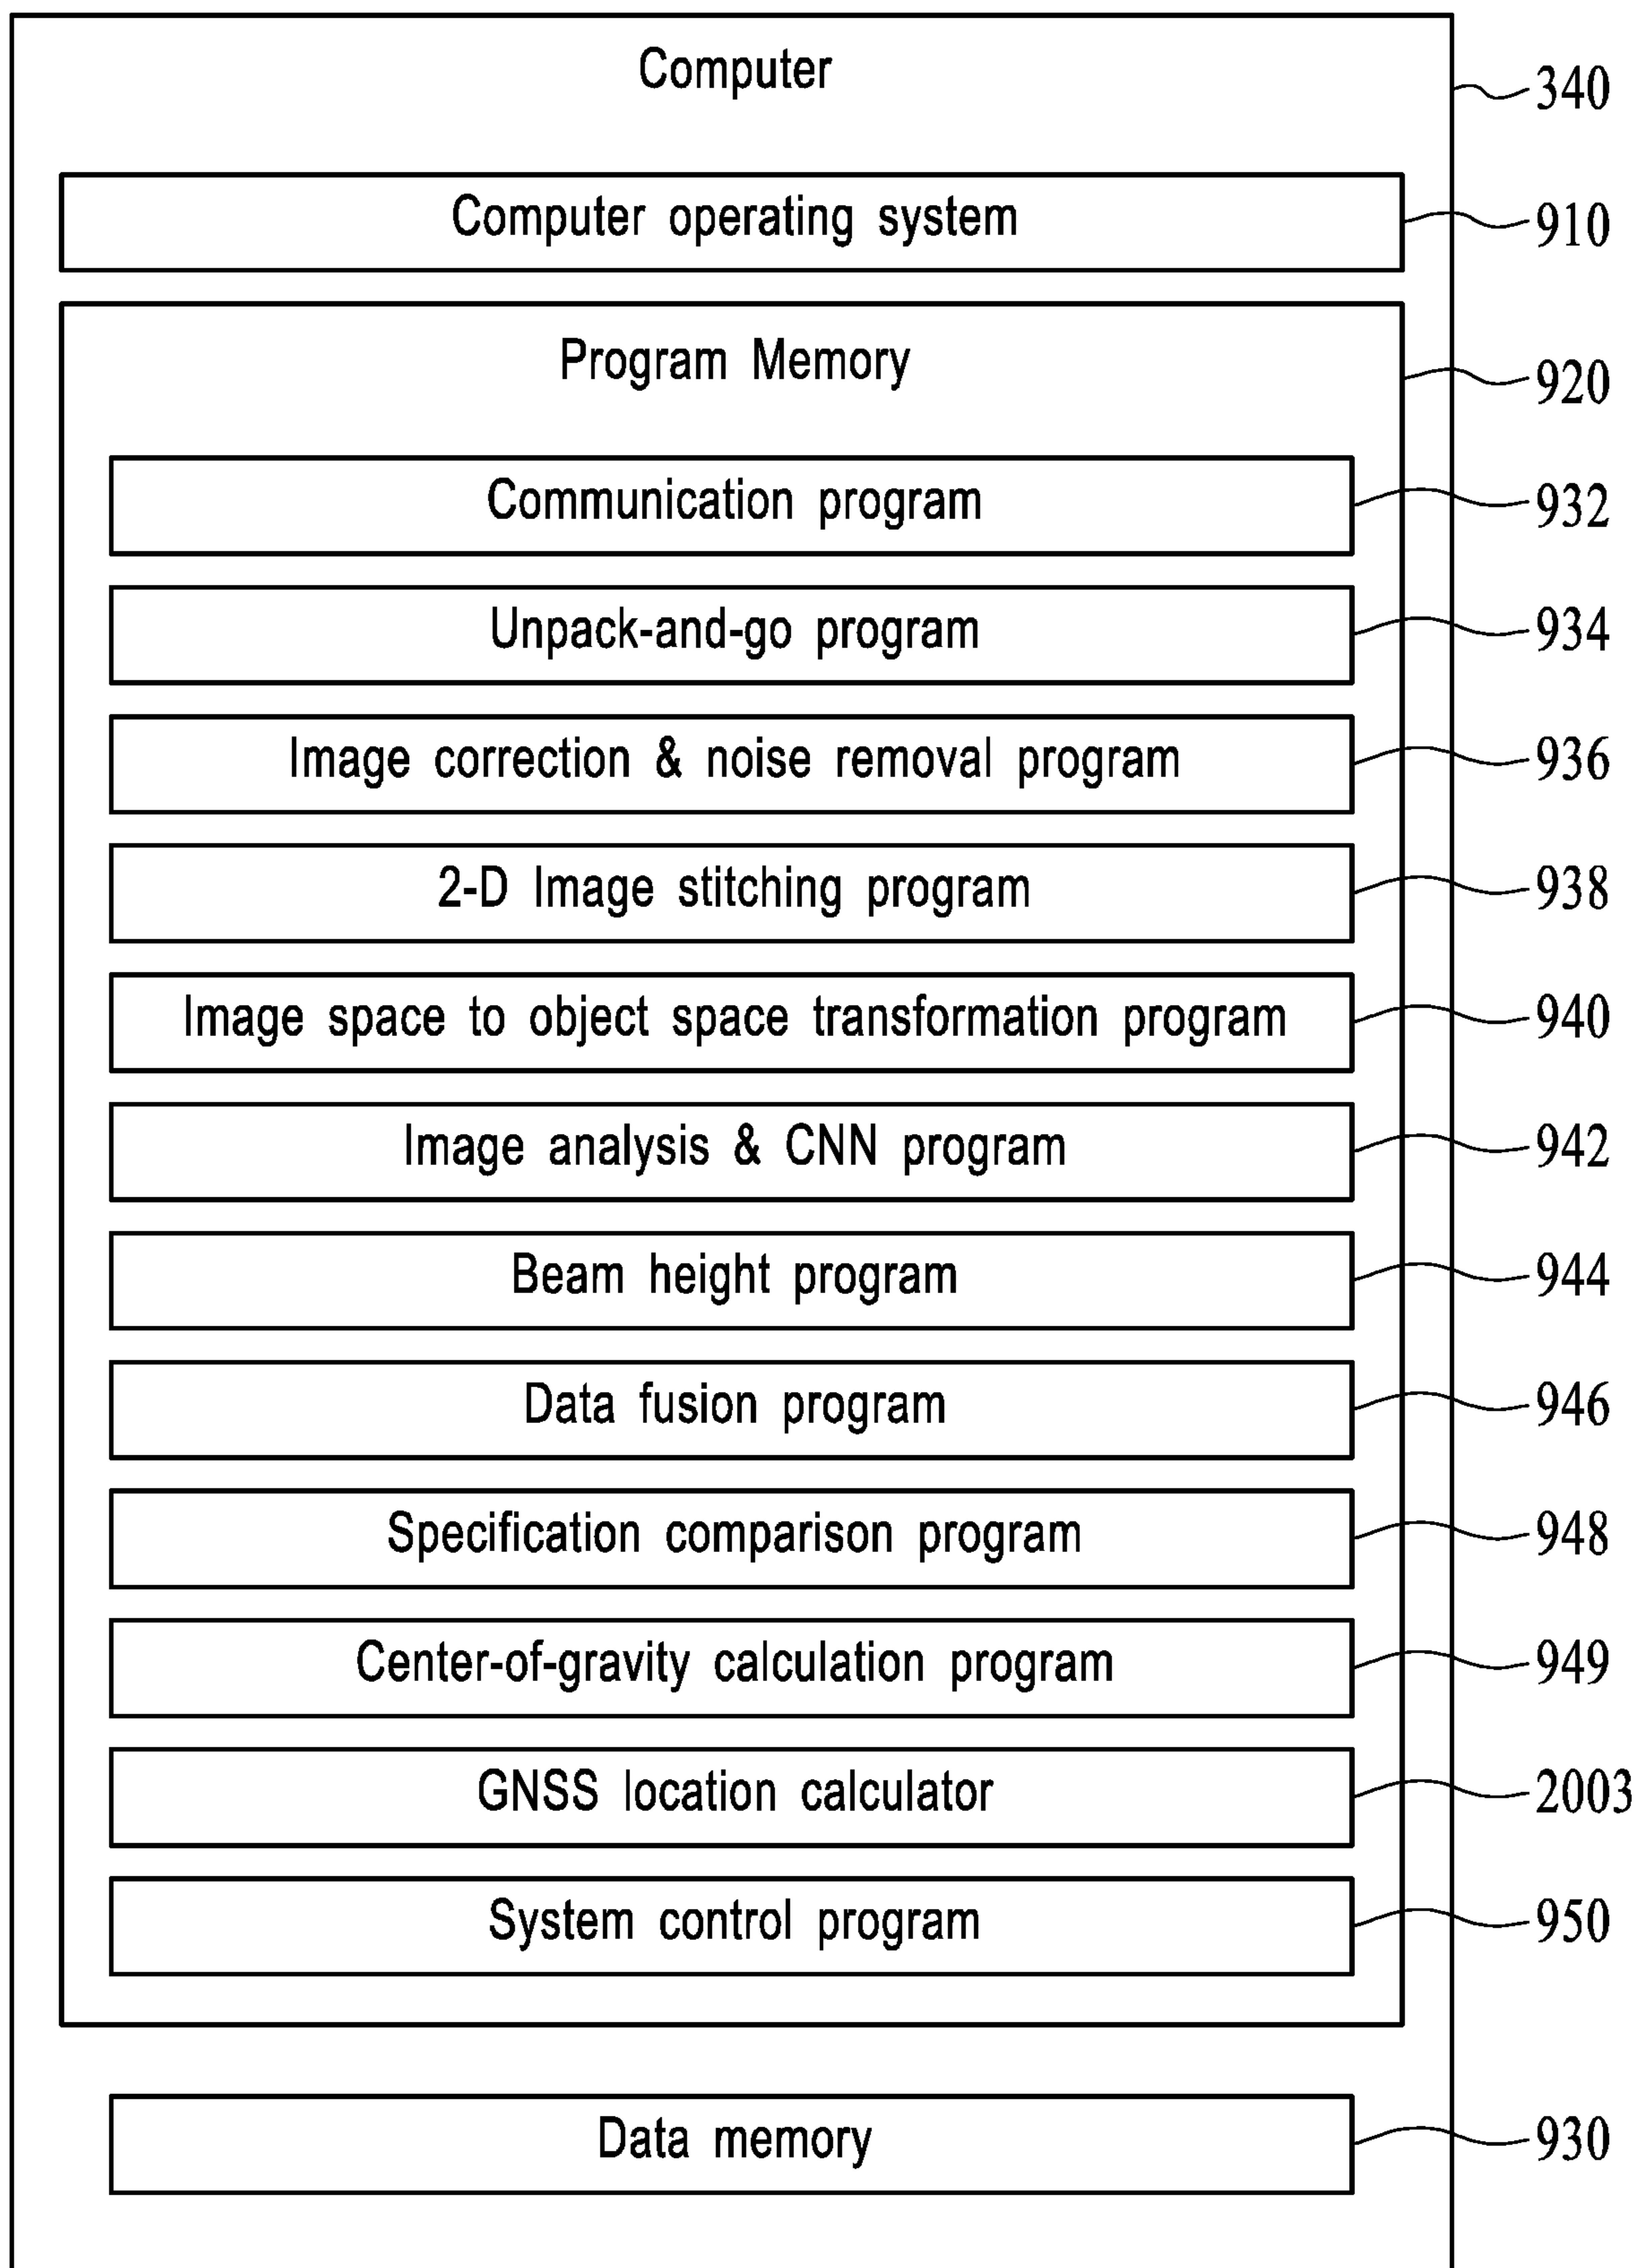 Computer
340
Computer operating system
910
Program Memory
920
Communication program
932
Unpack-and-go program
934
Image correction & noise removal program
936
2-D Image stitching program
938
Image space to object space transformation program
940
Image analysis & CNN program
942
Beam height program
944
Data fusion program
946
Specification comparison program
948
Center-of-gravity calculation program
949
GNSS location calculator
2003
System control program
950
Data memory
930